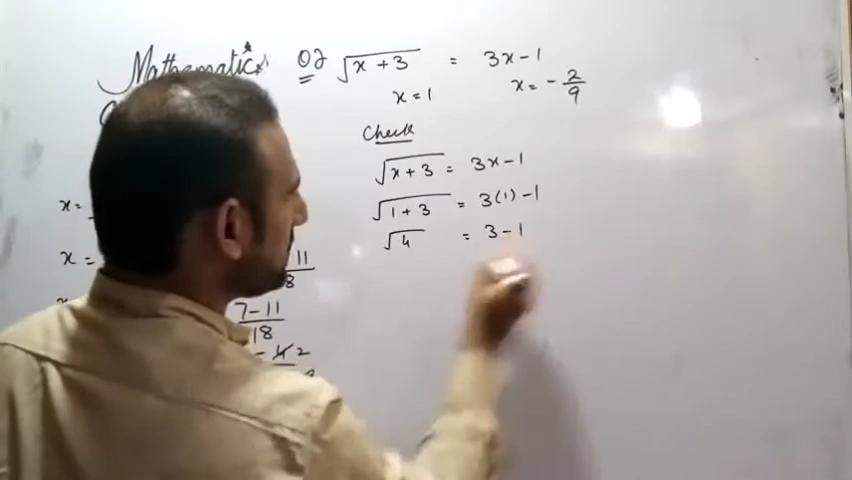 Mathematics Q2 √x+3 = 3x-1
x=1 x= -2/9
Check
√x+3 = 3x-1
√1+3 = 3(1)-1
√4 = 3-1
x=
x=
11
7-11
18